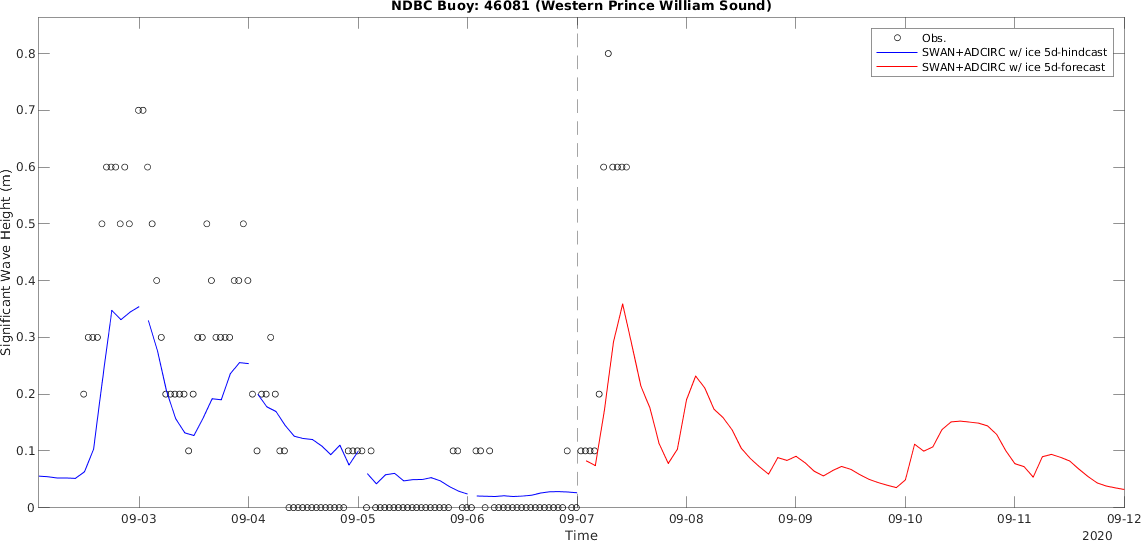 NDBC Buoy: 46081 (Western Prince William Sound)
Obs.
SWAN+ADCIRC w/ ice 5d-hindcast
SWAN+ADCIRC w/ ice 5d-forecast
Significant Wave Height (m)
0.8
0.7
0.6
0.5
0.4
0.3
0.2
0.1
0
09-03 09-04 09-05 09-06 09-07 09-08 09-09 09-10 09-11 09-12
Time
2020